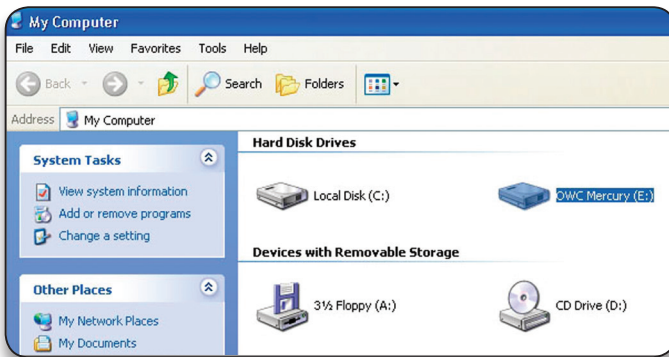 My Computer
File Edit View Favorites Tools Help
Back Search Folders
Address My Computer
System Tasks
View system information
Add or remove programs
Change a setting
Other Places
My Network Places
My Documents
Hard Disk Drives
Local Disk (C:) OWC Mercury (E:)
Devices with Removable Storage
3½ Floppy (A:) CD Drive (D:)